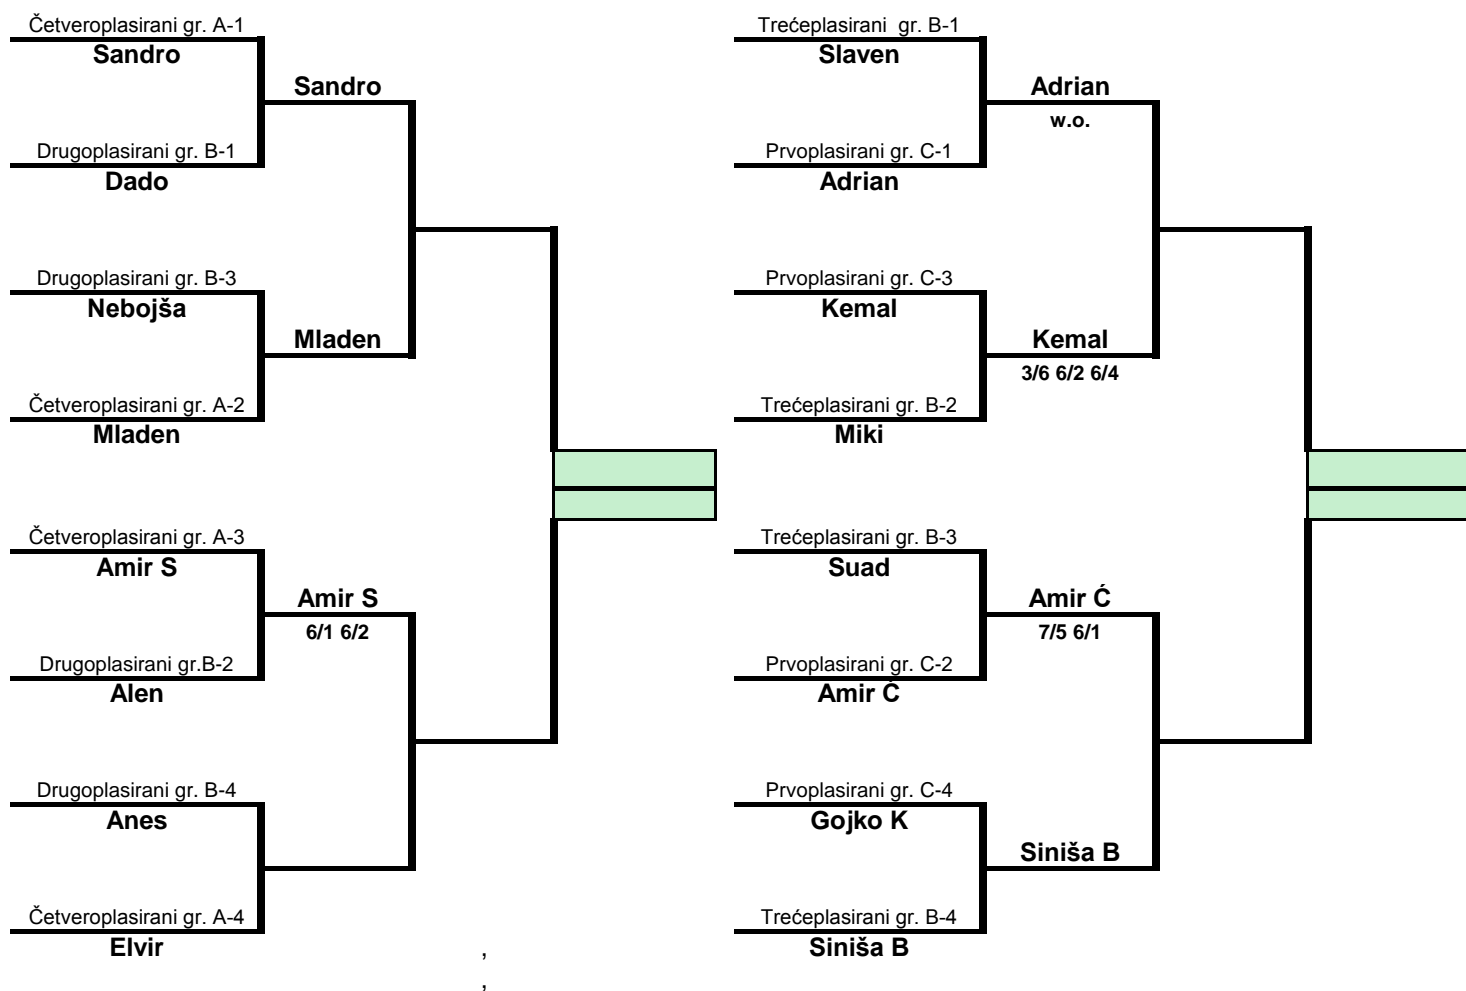 Četveroplasirani gr. A-1
Sandro
Sandro
Drugoplasirani gr. B-1
Dado
Drugoplasirani gr. B-3
Nebojša
Mladen
Četveroplasirani gr. A-2
Mladen
Četveroplasirani gr. A-3
Amir S
Amir S
6/1 6/2
Drugoplasirani gr.B-2
Alen
Drugoplasirani gr. B-4
Anes
Četveroplasirani gr. A-4
Elvir
,
,
Trećeplasirani  gr. B-1
Slaven
Adrian
w.o.
Prvoplasirani gr. C-1
Adrian
Prvoplasirani gr. C-3
Kemal
Kemal
3/6 6/2 6/4
Trećeplasirani gr. B-2
Miki
Trećeplasirani gr. B-3
Suad
Amir Ć
7/5 6/1
Prvoplasirani gr. C-2
Amir Ć
Prvoplasirani gr. C-4
Gojko K
Siniša B
Trećeplasirani gr. B-4
Siniša B